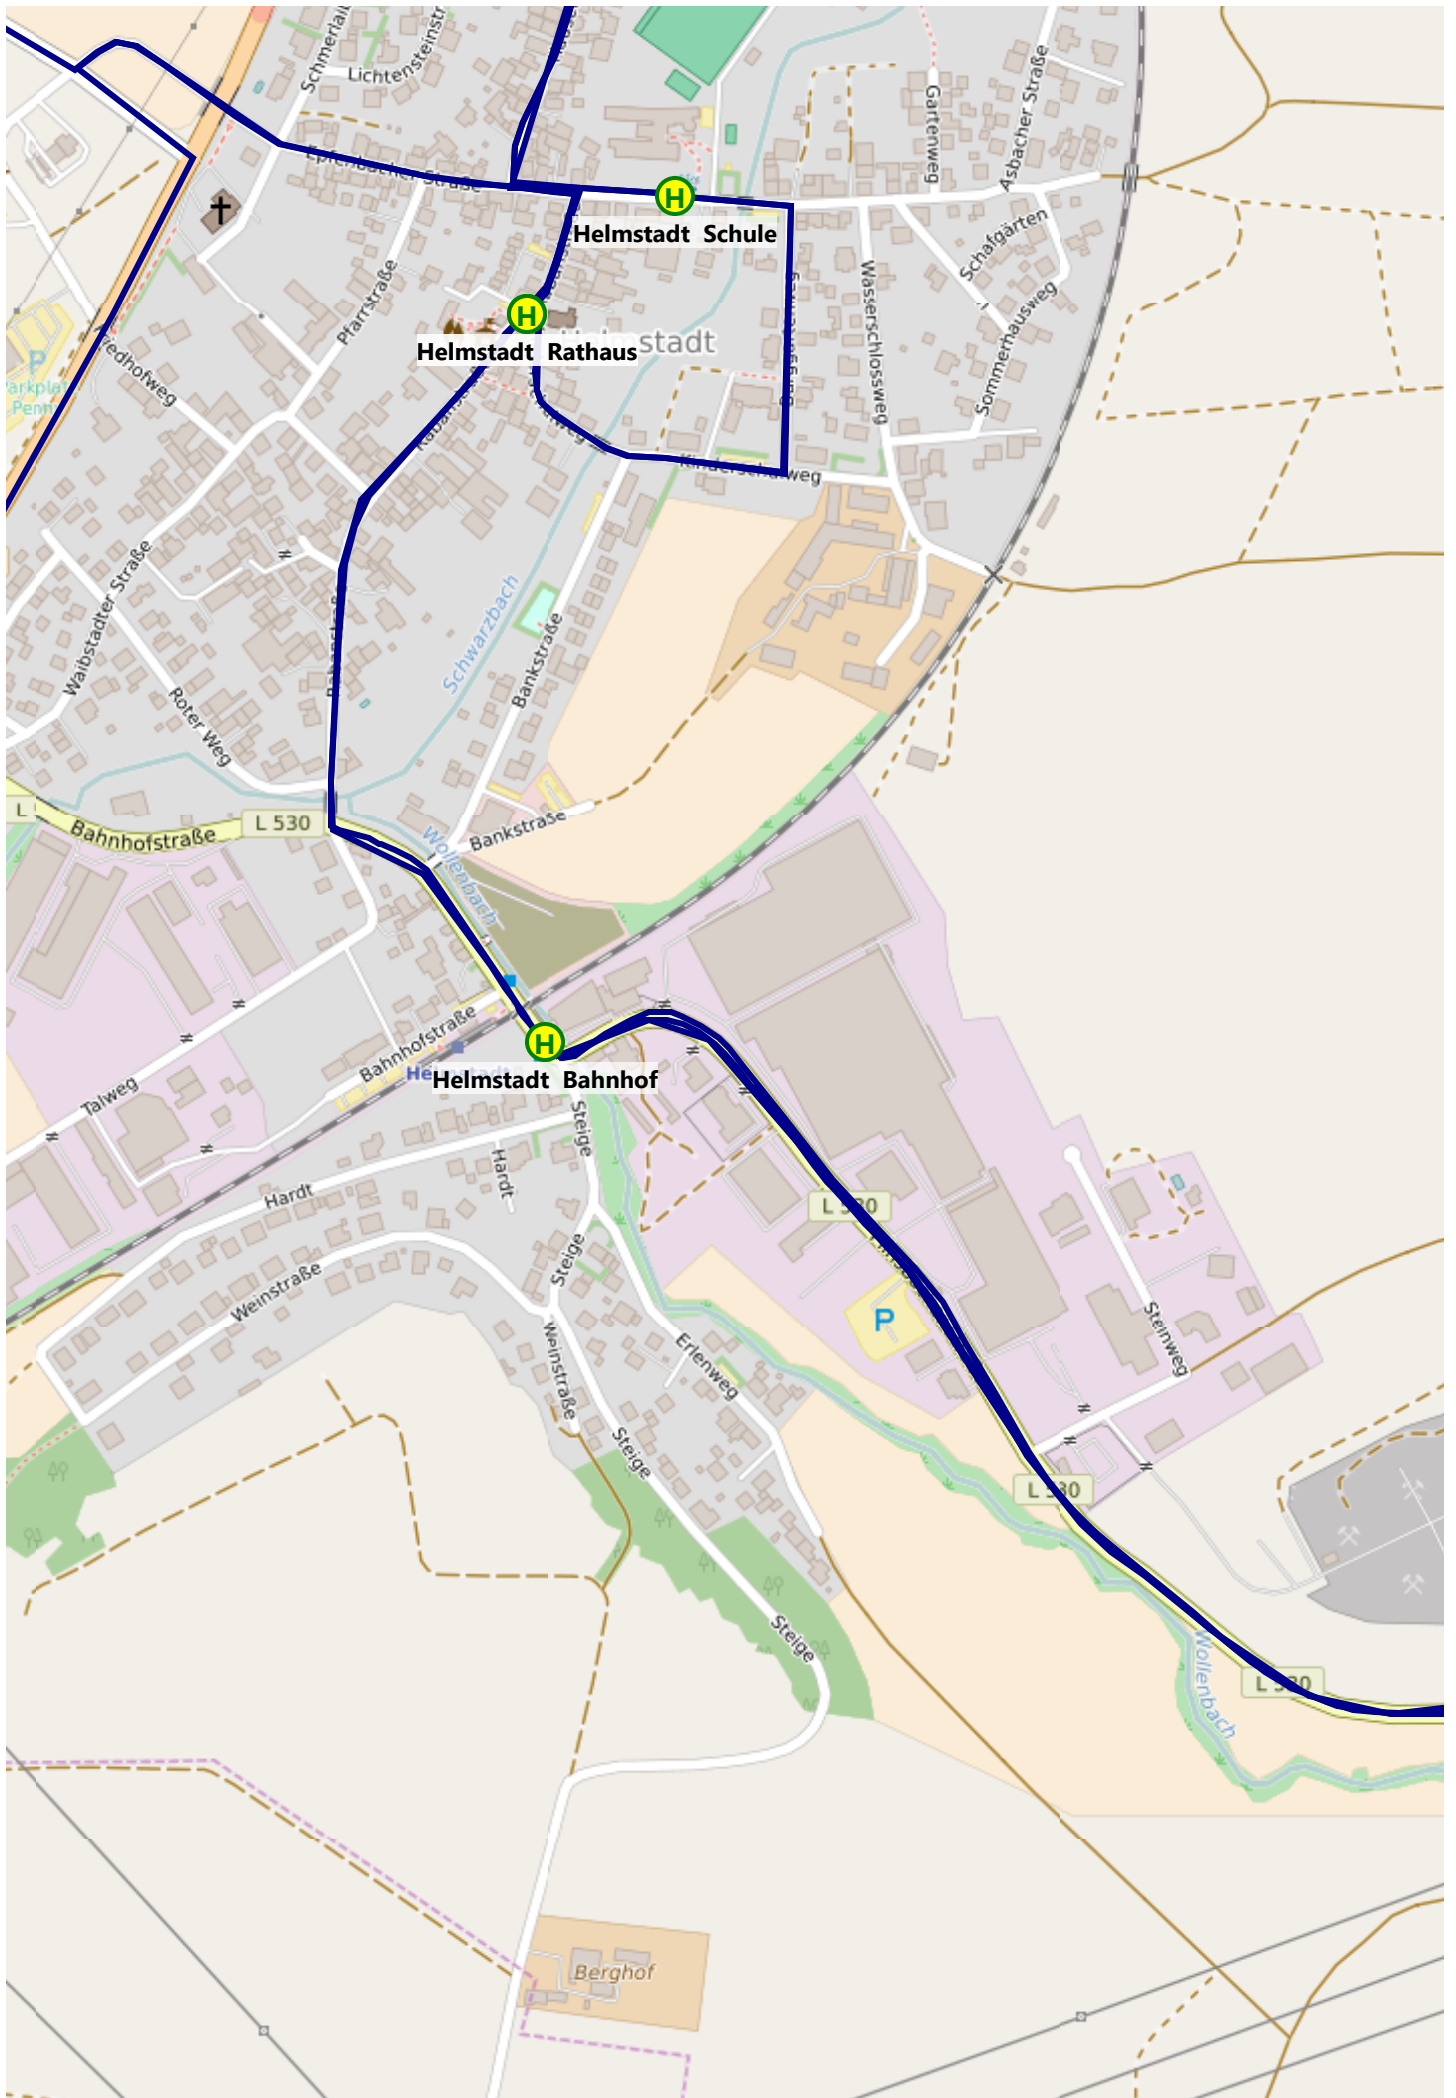 Lichtensteinstr
Gartenweg
Asbacher Straße
Epfenbacher Straße
H
Helmstadt Schule
Schafgärten
Pfarrstraße
Wasserschlossweg
Sommerhausweg
H
Helmstadt Rathaus
stadt
P
Kinderschulweg
Waibstadter Straße
Schwarzbach
Bankstraße
Roter Weg
L
Bahnhofstraße
L 530
Wollenbach
Bankstraße
Bahnhofstraße
H
Helmstadt Bahnhof
Talweg
Steige
Hardt
Hardt
L 530
Steige
Weinstraße
P
Steinweg
Weinstraße
Erlenweg
Steige
L 530
Steige
Wollenbach
L 530
Berghof